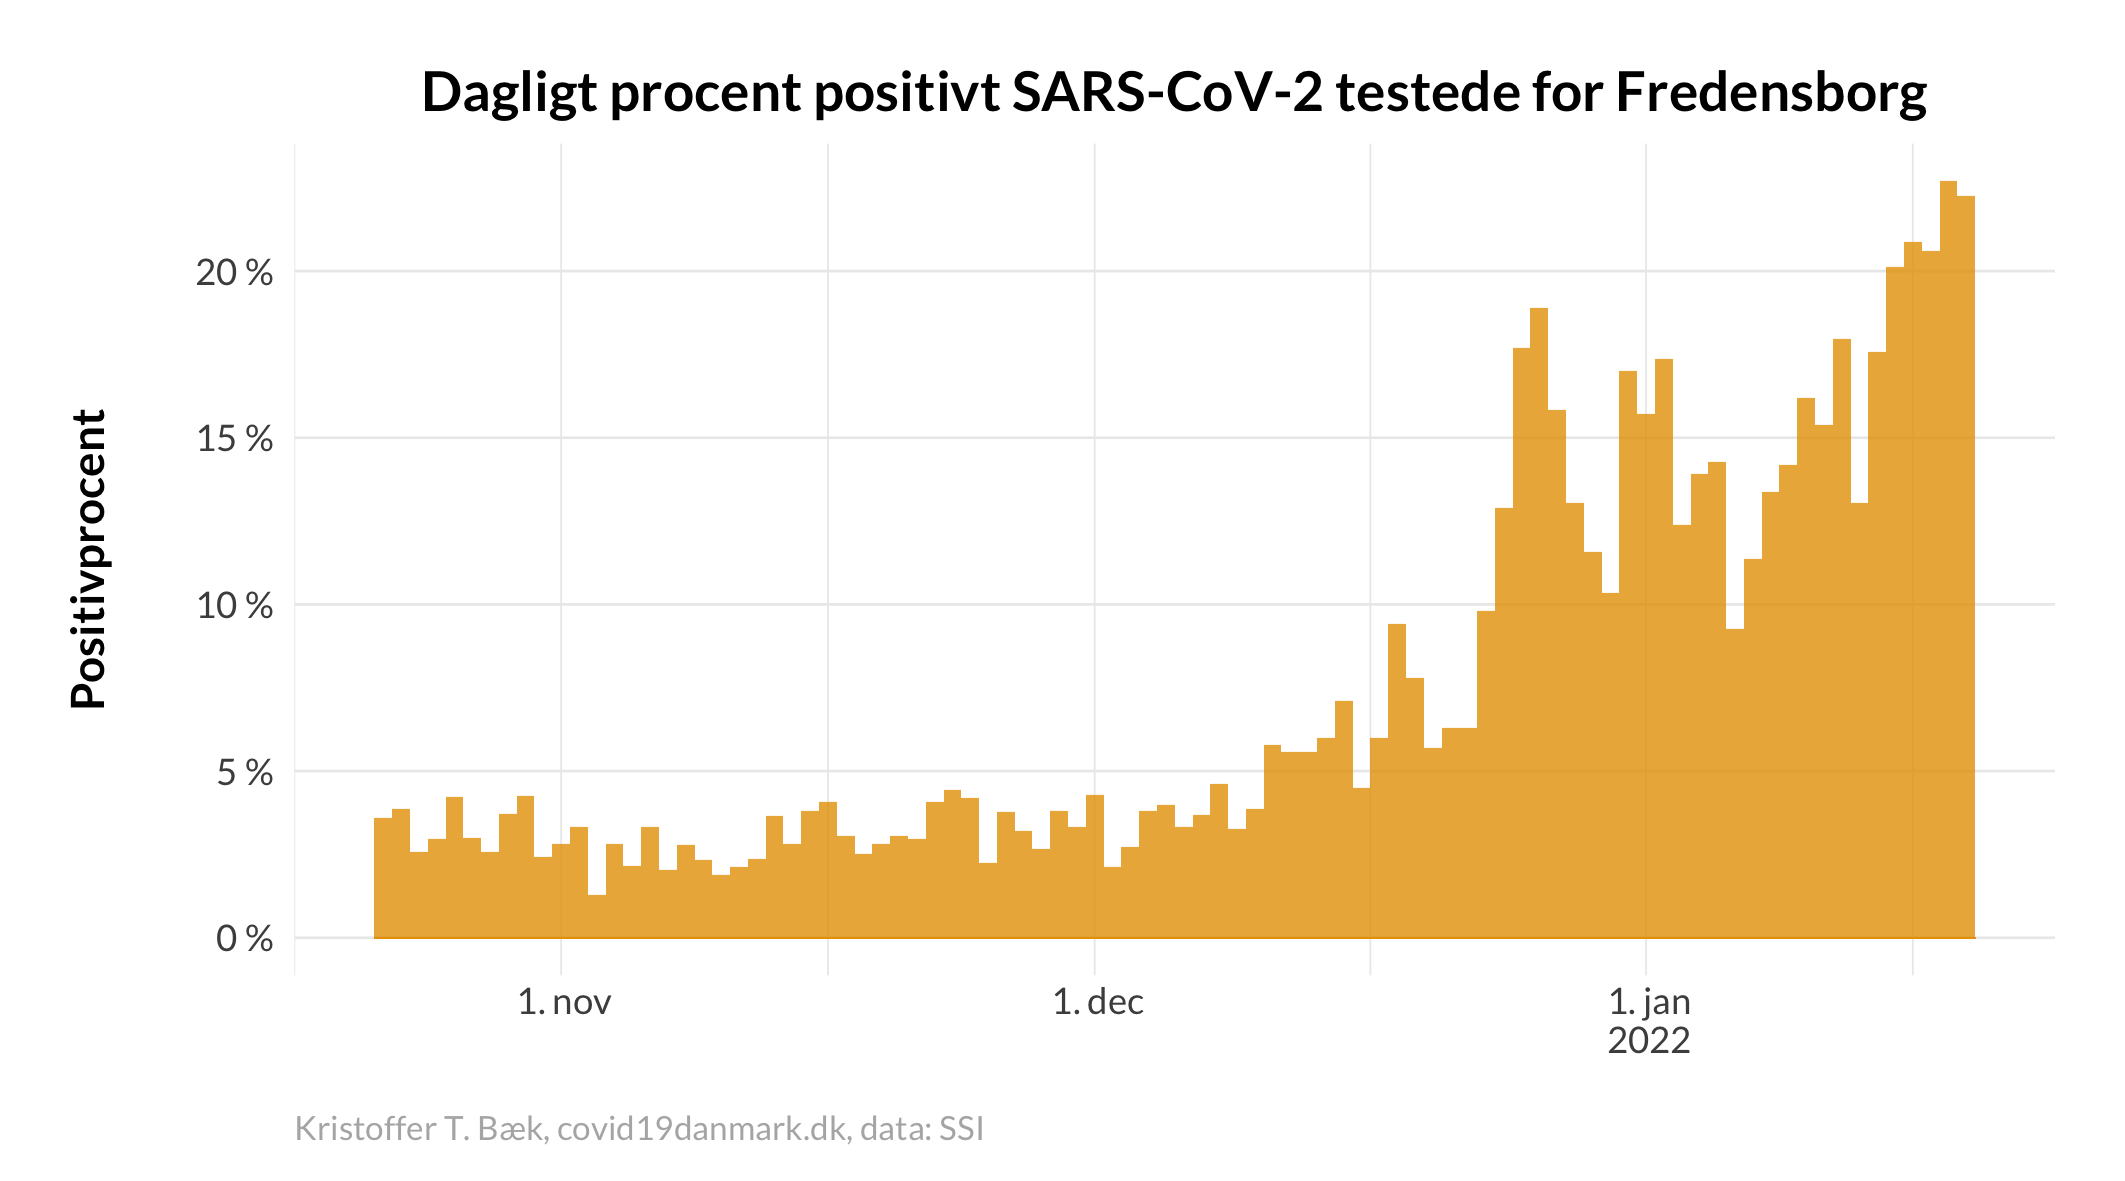 Dagligt procent positivt SARS-CoV-2 testede for Fredensborg
Positivprocent
20 %
15 %
10 %
5 %
0 %
1. nov
1. dec
1. jan
2022
Kristoffer T. Bæk, covid19danmark.dk, data: SSI